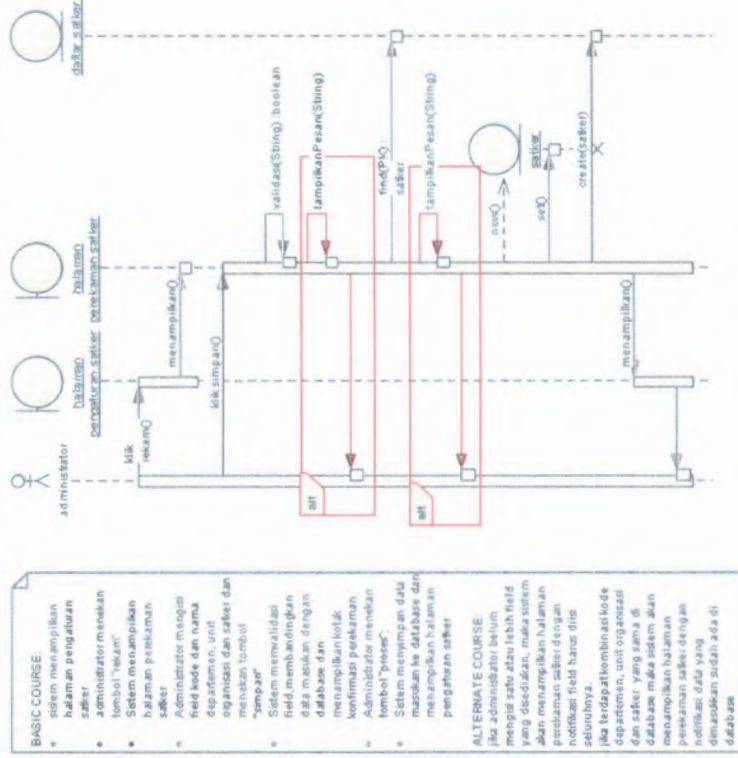 BASIC COURSE:
sistem menampilkan
halaman pengaturan
satker
administrator menekan
tombol "rekam"
Sistem menampilkan
halaman perekaman
satker
Administrator mengisi
field kode dan nama
departemen, unit
organisasi dan satker dan
menekan tombol
"simpan"
Sistem memvalidasi
field, membandingkan
data masukan dengan
database dan
menampilkan kotak
konfirmasi perekaman
Administrator menekan
tombol "proses".
Sistem menyimpan data
masukan ke database dan
menampilkan halaman
pengaturan satker
ALTERNATE COURSE:
jika administrator belum
mengisi satu atau lebih field
yang disediakan, maka sistem
akan menampilkan halaman
perekaman satker dengan
notifikasi field harus diisi
seluruhnya.
jika terdapat kombinasi kode
departemen, unit organisasi
dan satker yang sama di
database maka sistem akan
menampilkan halaman
perekaman satker dengan
notifikasi data yang
dimasukkan sudah ada di
database
administrator
halaman
pengaturan satker
halaman
perekaman satker
daftar satker
klik
rekam()
menampilkan()
klik simpan()
validasi(String) :boolean
alt
tampilkanPesan(String)
find(PK) :
satker
alt
tampilkanPesan(String)
new()
satker
set()
create(satker)
menampilkan()